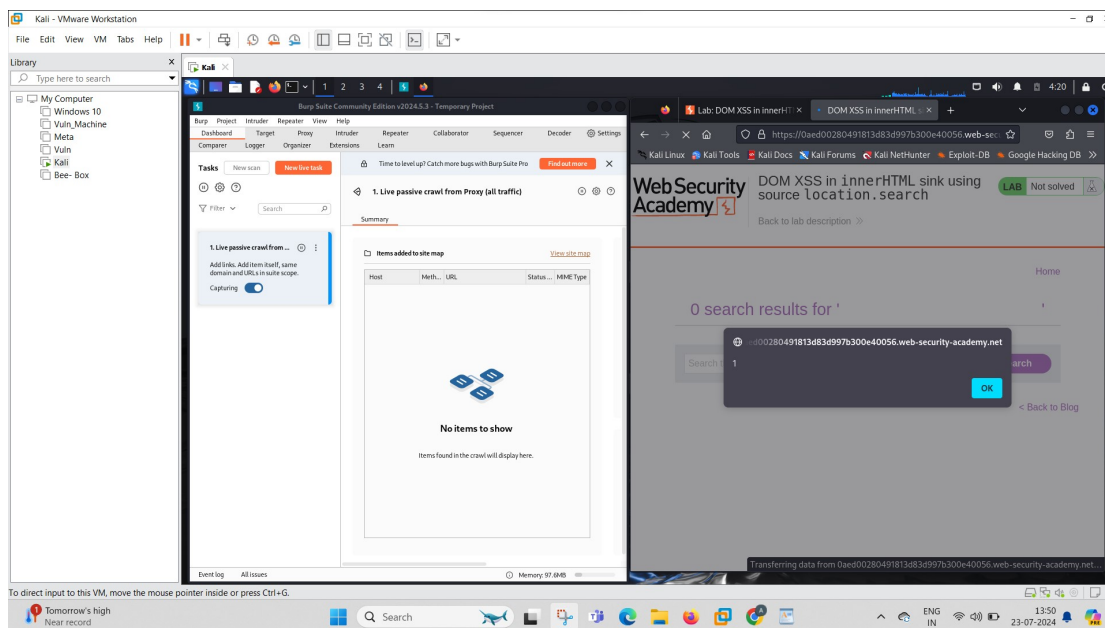 Kali - VMware Workstation
File Edit View VM Tabs Help
Library
Type here to search
My Computer
Windows 10
Vuln_Machine
Meta
Vuln
Kali
Bee- Box
Kali
1 2 3 4
4:20
Burp Suite Community Edition v2024.5.3 - Temporary Project
Burp Project Intruder Repeater View Help
Dashboard Target Proxy Intruder Repeater Collaborator Sequencer Decoder Settings
Comparer Logger Organizer Extensions Learn
Tasks New scan New live task
Filter Search
1. Live passive crawl from ...
Add links. Add item itself, same
domain and URLs in suite scope.
Capturing
Time to level up? Catch more bugs with Burp Suite Pro Find out more
1. Live passive crawl from Proxy (all traffic)
Summary
Items added to site map View site map
Host Meth... URL Status ... MIME Type
No items to show
Items found in the crawl will display here.
Event log All issues Memory: 97.6MB
Lab: DOM XSS in innerHT DOM XSS in innerHTML s
https://0aed00280491813d83d997b300e40056.web-sec
Kali Linux Kali Tools Kali Docs Kali Forums Kali NetHunter Exploit-DB Google Hacking DB
WebSecurity
Academy
DOM XSS in innerHTML sink using
source location.search
LAB Not solved
Back to lab description
Home
0 search results for ' '
ed00280491813d83d997b300e40056.web-security-academy.net
1
OK
Search
arch
< Back to Blog
Transferring data from 0aed00280491813d83d997b300e40056.web-security-academy.net...
To direct input to this VM, move the mouse pointer inside or press Ctrl+G.
1
Tomorrow's high
Near record
Search
ENG
IN
13:50
23-07-2024
PRE